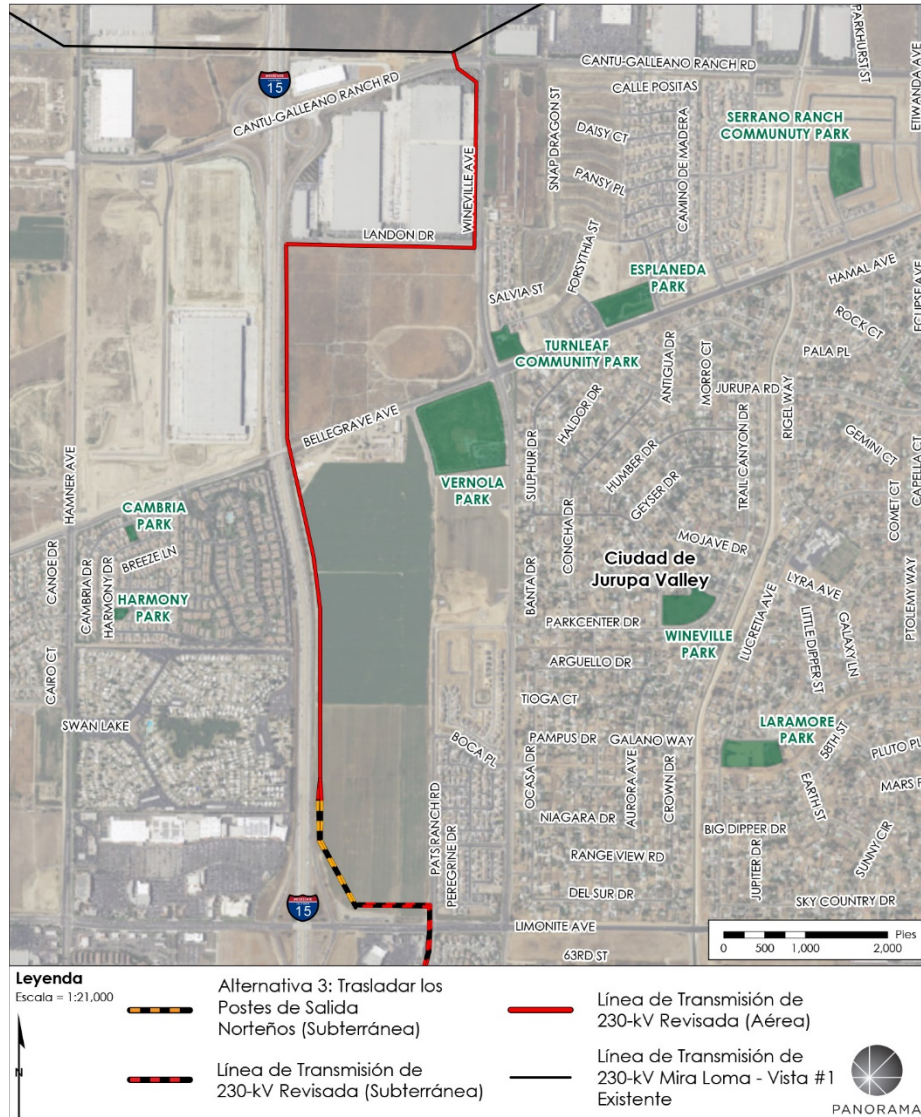 CANTU-GALLEANO RANCH RD
PARKHURST ST
ETIWANDA AVE
15
CANTU-GALLEANO RANCH RD
CALLE POSITAS
SERRANO RANCH
COMMUNUTY PARK
SNAP DRAGON ST
DAISY CT
PANSY PL
CAMINO DE MADERA
WINEVILLE AVE
LANDON DR
FORSYTHIA ST
SALVIA ST
ESPLANEDA
PARK
HAMAL AVE
ECLIPSE AVE
ROCK CT
TURNLEAF
COMMUNITY PARK
PALA PL
ANTIGUA DR
MORRO CT
JURUPA RD
RIGEL WAY
HALDOR DR
BELLEGRAVE AVE
TRAIL CANYON DR
GEMINI CT
CAPELLA CT
SULPHUR DR
HUMBER DR
GEYSER DR
VERNOLA
PARK
HAMNER AVE
COMET CT
CAMBRIA
PARK
CONCHA DR
MOJAVE DR
CANOE DR
BREEZE LN
Ciudad de
Jurupa Valley
CAMBRIA DR
HARMONY DR
HARMONY
PARK
BANTA DR
LYRA AVE
PTOLEMY WAY
PARKCENTER DR
WINEVILLE
PARK
LUCRETIA AVE
LITTLE DIPPER ST
GALAXY LN
CAIRO CT
ARGUELLO DR
TIOGA CT
SWAN LAKE
BOCA PL
PAMPUS DR
GALANO WAY
LARAMORE
PARK
58TH ST
PLUTO PL
OCASA DR
AURORA AVE
CROWN DR
EARTH ST
MARS
NIAGARA DR
BIG DIPPER DR
PATS RANCH RD
PEREGRINE DR
RANGE VIEW RD
JUPITER DR
SUNNY CIR
DEL SUR DR
SKY COUNTRY DR
15
LIMONITE AVE
63RD ST
Pies
0 500 1,000 2,000
Leyenda
Escala = 1:21,000
N
Alternativa 3: Trasladar los
Postes de Salida
Norteños (Subterránea)
Línea de Transmisión de
230-kV Revisada (Subterránea)
Línea de Transmisión de
230-kV Revisada (Aérea)
Línea de Transmisión de
230-kV Mira Loma - Vista #1
Existente
PANORAMA